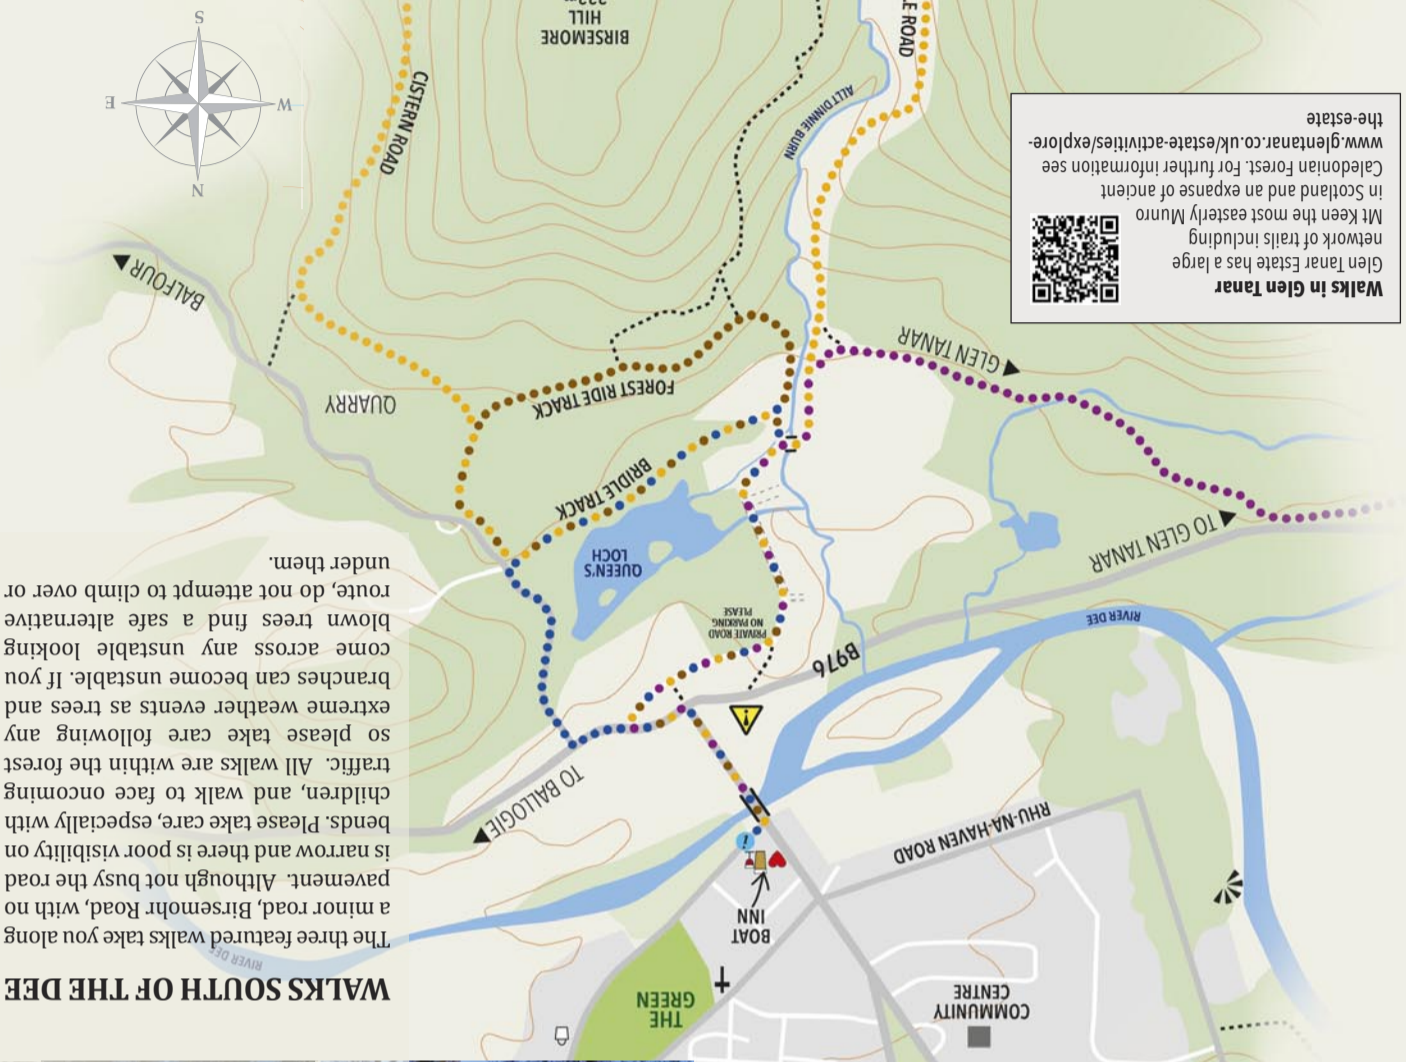 WALKS SOUTH OF THE DEE
The three featured walks take you along
a minor road, Birsemohr Road, with no
pavement. Although not busy the road
is narrow and there is poor visibility on
bends. Please take care, especially with
children, and walk to face oncoming
traffic. All walks are within the forest
so please take care following any
extreme weather events as trees and
branches can become unstable. If you
come across any unstable looking
blown trees find a safe alternative
route, do not attempt to climb over or
under them.
COMMUNITY
CENTRE
THE
GREEN
RIVER DEE
BOAT
INN
i
RHU-NA-HAVEN ROAD
TO BALLOGIE
!
B976
RIVER DEE
PRIVATE ROAD
NO PARKING
PLEASE
QUEEN'S
LOCH
TO GLEN TANAR
BRIDLE TRACK
QUARRY
FOREST RIDE TRACK
GLEN TANAR
BALFOUR
Walks in Glen Tanar
Glen Tanar Estate has a large
network of trails including
Mt Keen the most easterly Munro
in Scotland and an expanse of ancient
Caledonian Forest. For further information see
www.glentanar.co.uk/estate-activities/explore-
the-estate
N
W
E
S
CISTERN ROAD
ALLT DINNIE BURN
BIRSEMORE
HILL
E ROAD